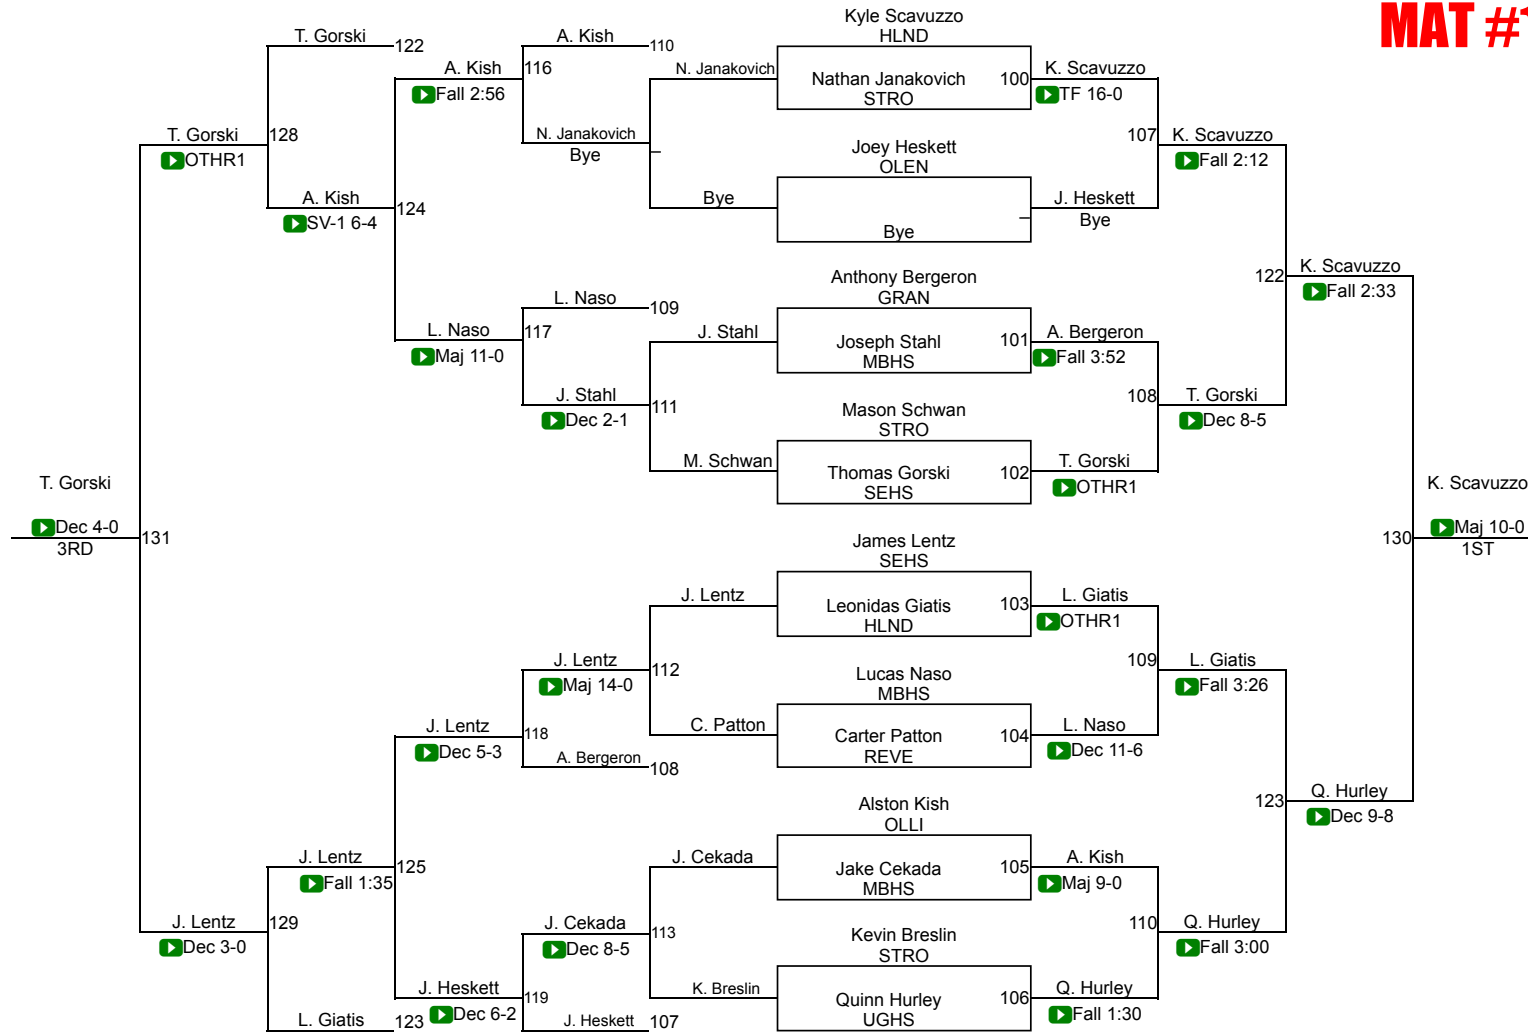 MAT #1
Kyle Scavuzzo
HLND
T. Gorski
122
A. Kish
110
A. Kish
116
N. Janakovich
Nathan Janakovich
STRO
100
K. Scavuzzo
Fall 2:56
TF 16-0
T. Gorski
128
N. Janakovich
Bye
107
K. Scavuzzo
OTHR1
Joey Heskett
OLEN
Fall 2:12
A. Kish
124
Bye
Bye
J. Heskett
Bye
SV-1 6-4
122
K. Scavuzzo
Anthony Bergeron
GRAN
Fall 2:33
L. Naso
109
L. Naso
117
J. Stahl
Joseph Stahl
MBHS
101
A. Bergeron
Maj 11-0
Fall 3:52
J. Stahl
111
108
T. Gorski
Dec 2-1
Mason Schwan
STRO
Dec 8-5
M. Schwan
Thomas Gorski
SEHS
102
T. Gorski
OTHR1
T. Gorski
K. Scavuzzo
Dec 4-0
3RD
131
130
Maj 10-0
1ST
James Lentz
SEHS
J. Lentz
Leonidas Giatis
HLND
103
L. Giatis
OTHR1
J. Lentz
112
109
L. Giatis
Maj 14-0
Lucas Naso
MBHS
Fall 3:26
J. Lentz
118
C. Patton
Carter Patton
REVE
104
L. Naso
Dec 5-3
Dec 11-6
A. Bergeron
108
123
Q. Hurley
Dec 9-8
Alston Kish
OLLI
J. Lentz
125
J. Cekada
Jake Cekada
MBHS
105
A. Kish
Fall 1:35
Maj 9-0
J. Lentz
129
J. Cekada
113
110
Q. Hurley
Dec 3-0
Dec 8-5
Kevin Breslin
STRO
Fall 3:00
J. Heskett
119
K. Breslin
Quinn Hurley
UGHS
106
Q. Hurley
Dec 6-2
Fall 1:30
L. Giatis
123
J. Heskett
107